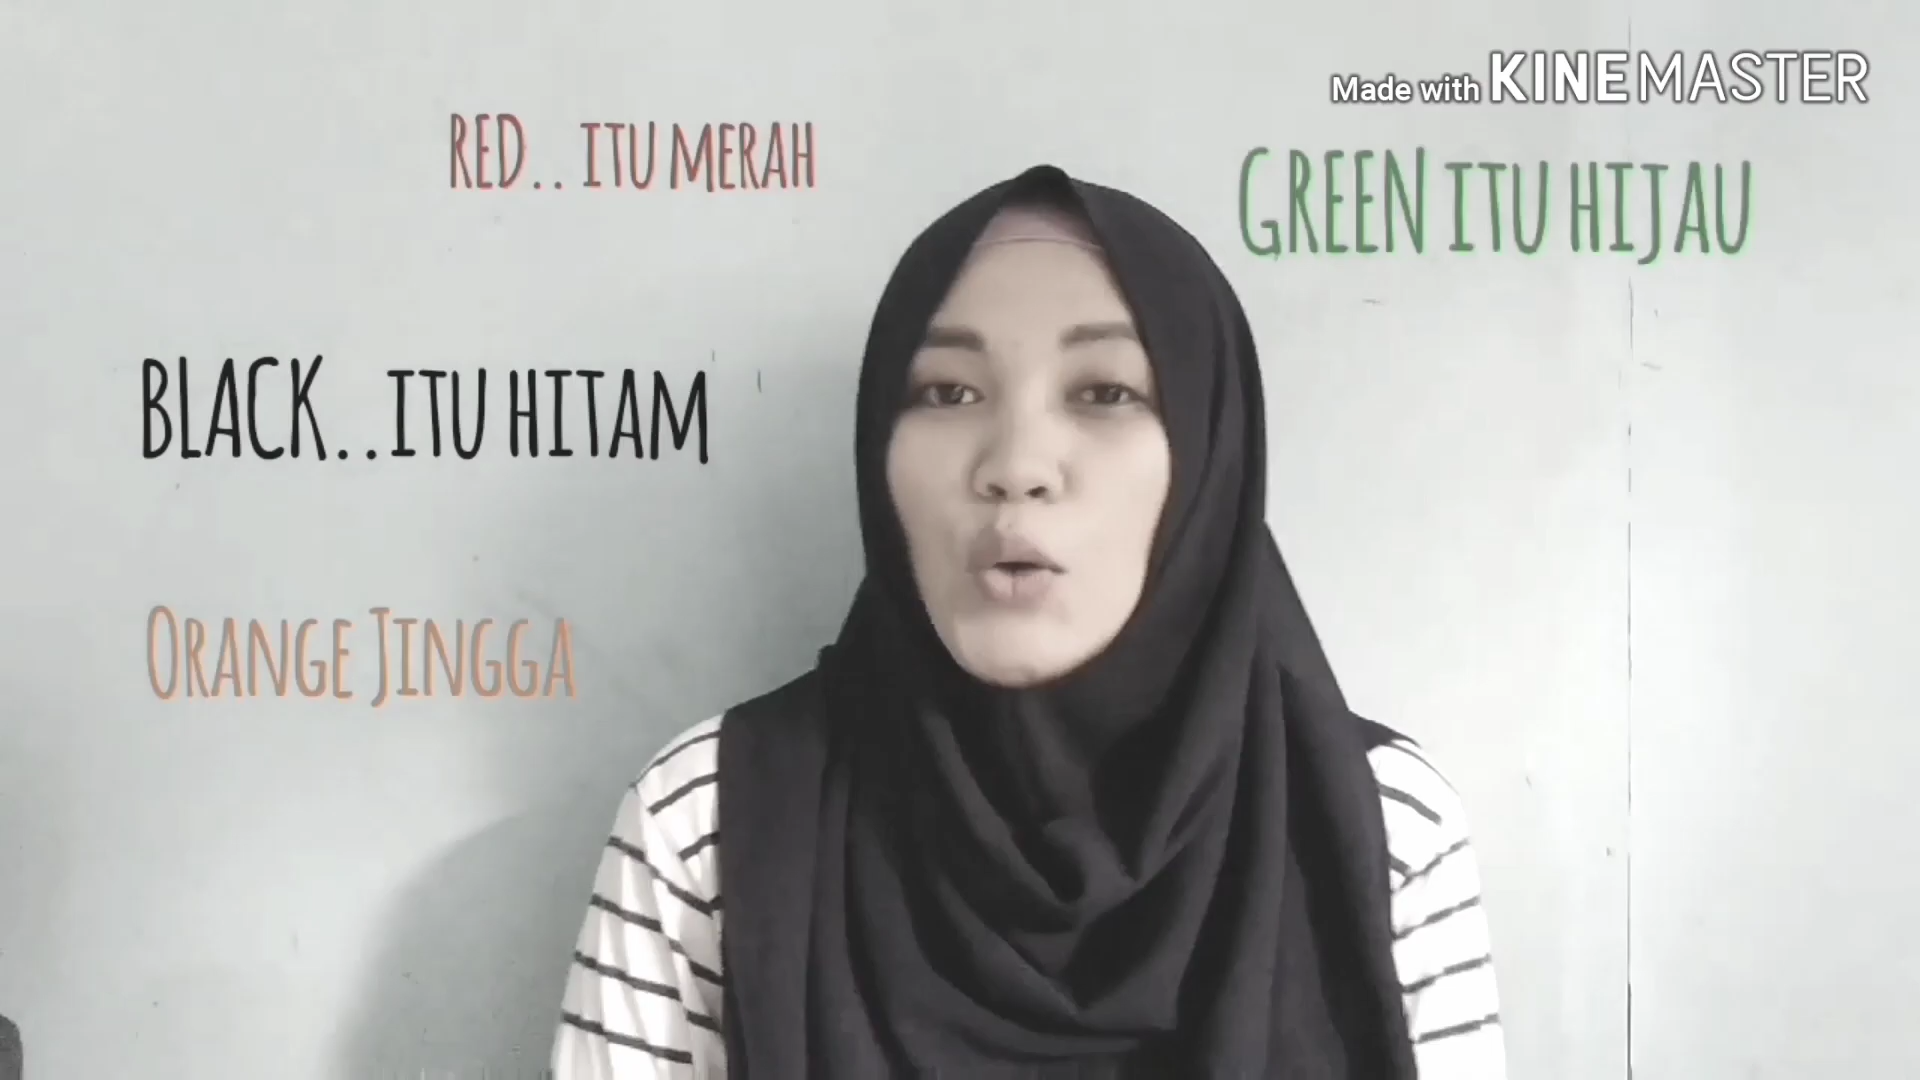 Made with KINEMASTER
RED.. ITU MERAH
GREEN ITU HIJAU
BLACK..ITU HITAM
ORANGE JINGGA